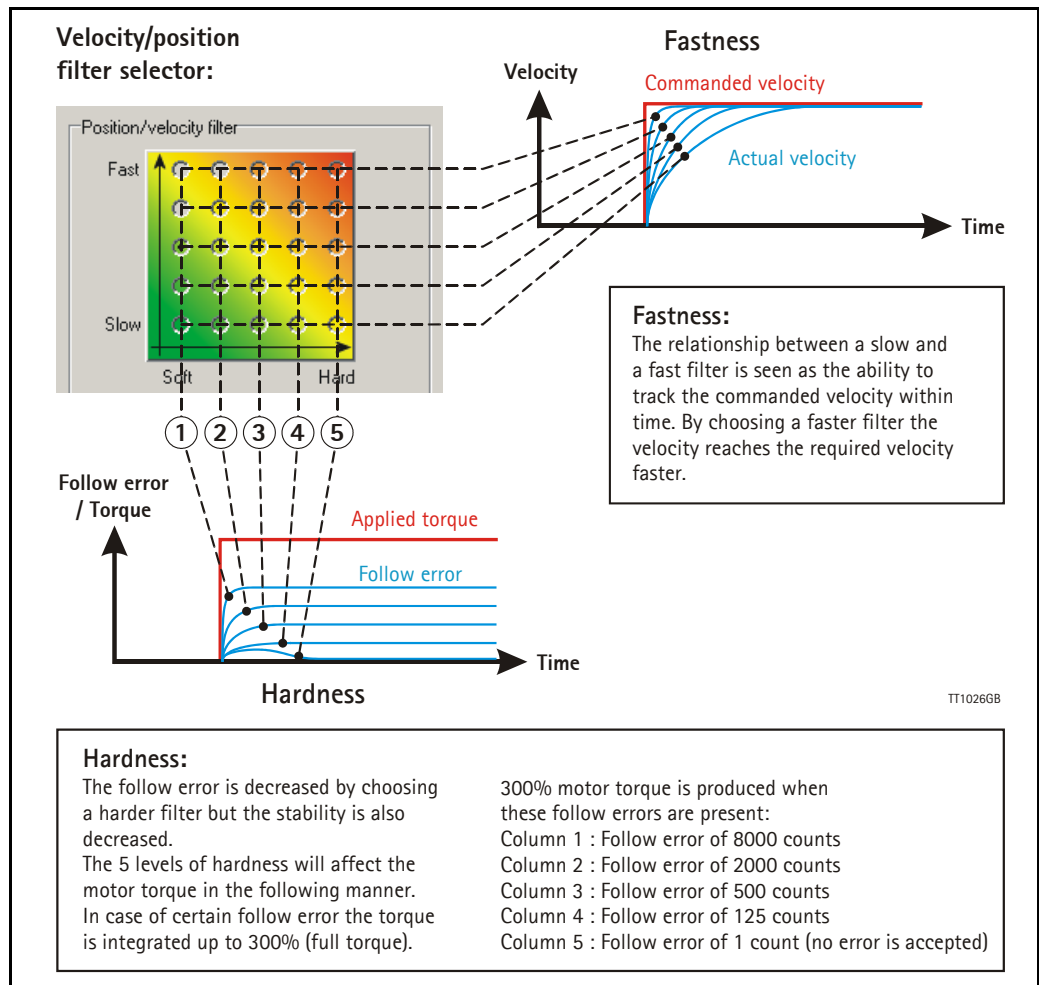 Velocity/position
filter selector:
Position/velocity filter
Fast
Slow
Soft
Hard
1 2 3 4 5
Fastness
Velocity
Commanded velocity
Actual velocity
Time
Fastness:
The relationship between a slow and
a fast filter is seen as the ability to
track the commanded velocity within
time. By choosing a faster filter the
velocity reaches the required velocity
faster.
Follow error
/ Torque
Applied torque
Follow error
Time
Hardness
TT1026GB
Hardness:
The follow error is decreased by choosing
a harder filter but the stability is also
decreased.
The 5 levels of hardness will affect the
motor torque in the following manner.
In case of certain follow error the torque
is integrated up to 300% (full torque).
300% motor torque is produced when
these follow errors are present:
Column 1 : Follow error of 8000 counts
Column 2 : Follow error of 2000 counts
Column 3 : Follow error of 500 counts
Column 4 : Follow error of 125 counts
Column 5 : Follow error of 1 count (no error is accepted)